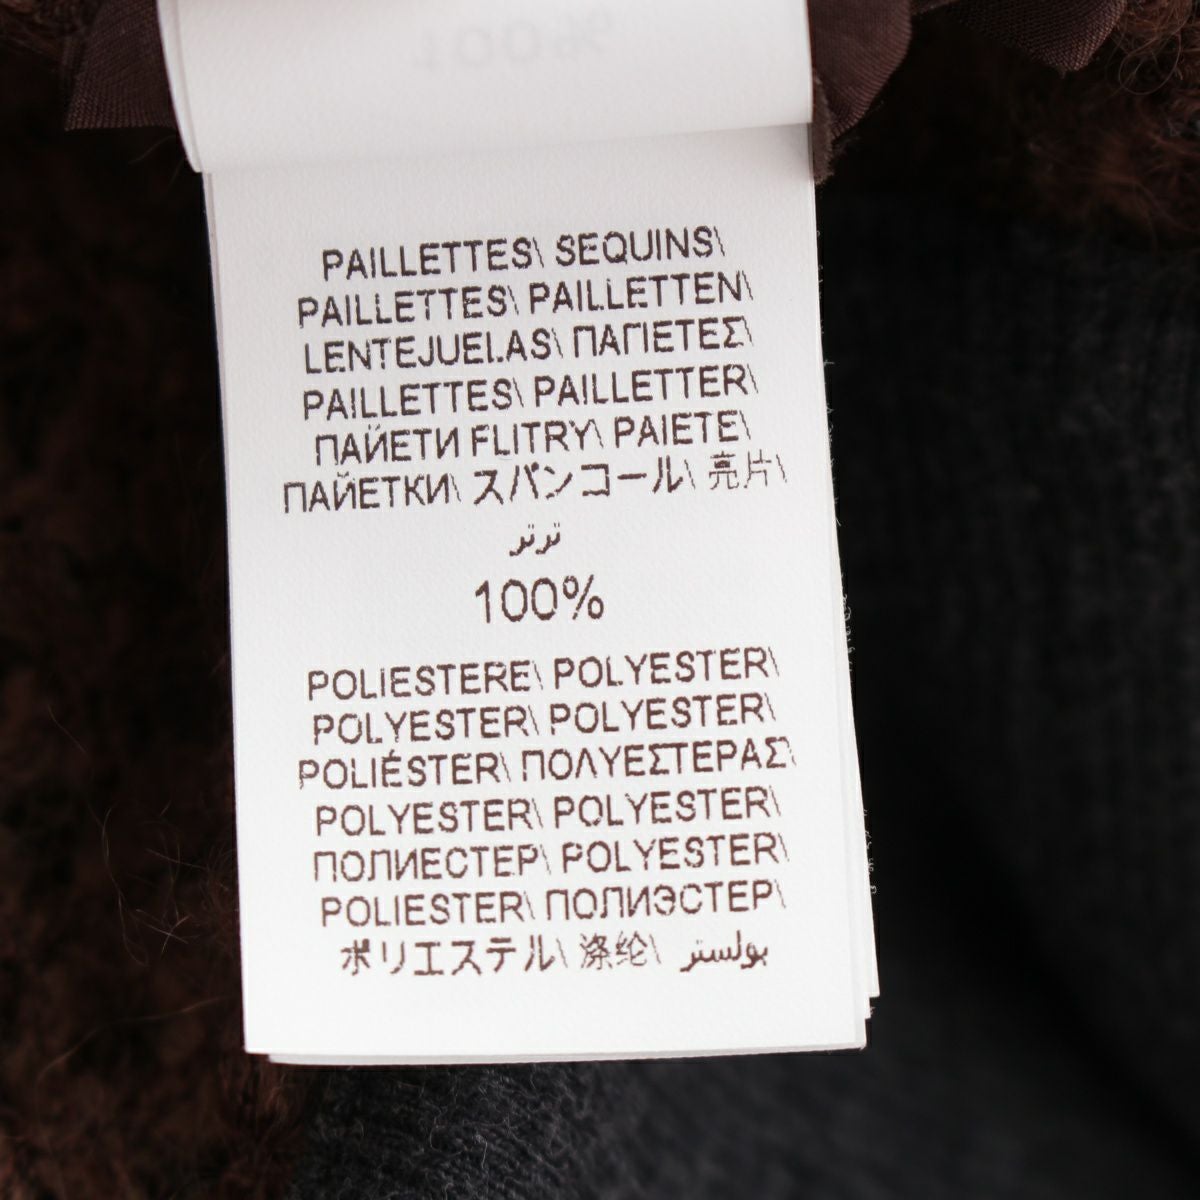 PAILLETTES\ SEQUINS\
PAILLETTES\ PAILLETTEN\
LENTEJUELAS\ ΠΑΓΙΕΤΕΣ\
PAILLETTES\ PAILLETTER\
ПАЙЕТИ FLITRY\ PAIETE\
ПАЙЕТКИ\ スパンコール\ 亮片\
ترتر
100%
POLIESTERE\ POLYESTER\
POLYESTER\ POLYESTER\
POLIÉSTER\ ΠΟΛΥΕΣΤΕΡΑΣ\
POLYESTER\ POLYESTER\
ПОЛИЕСТЕР\ POLYESTER\
POLIESTER\ ПОЛИЭСТЕР\
ポリエステル\ 涤纶\ بولستر